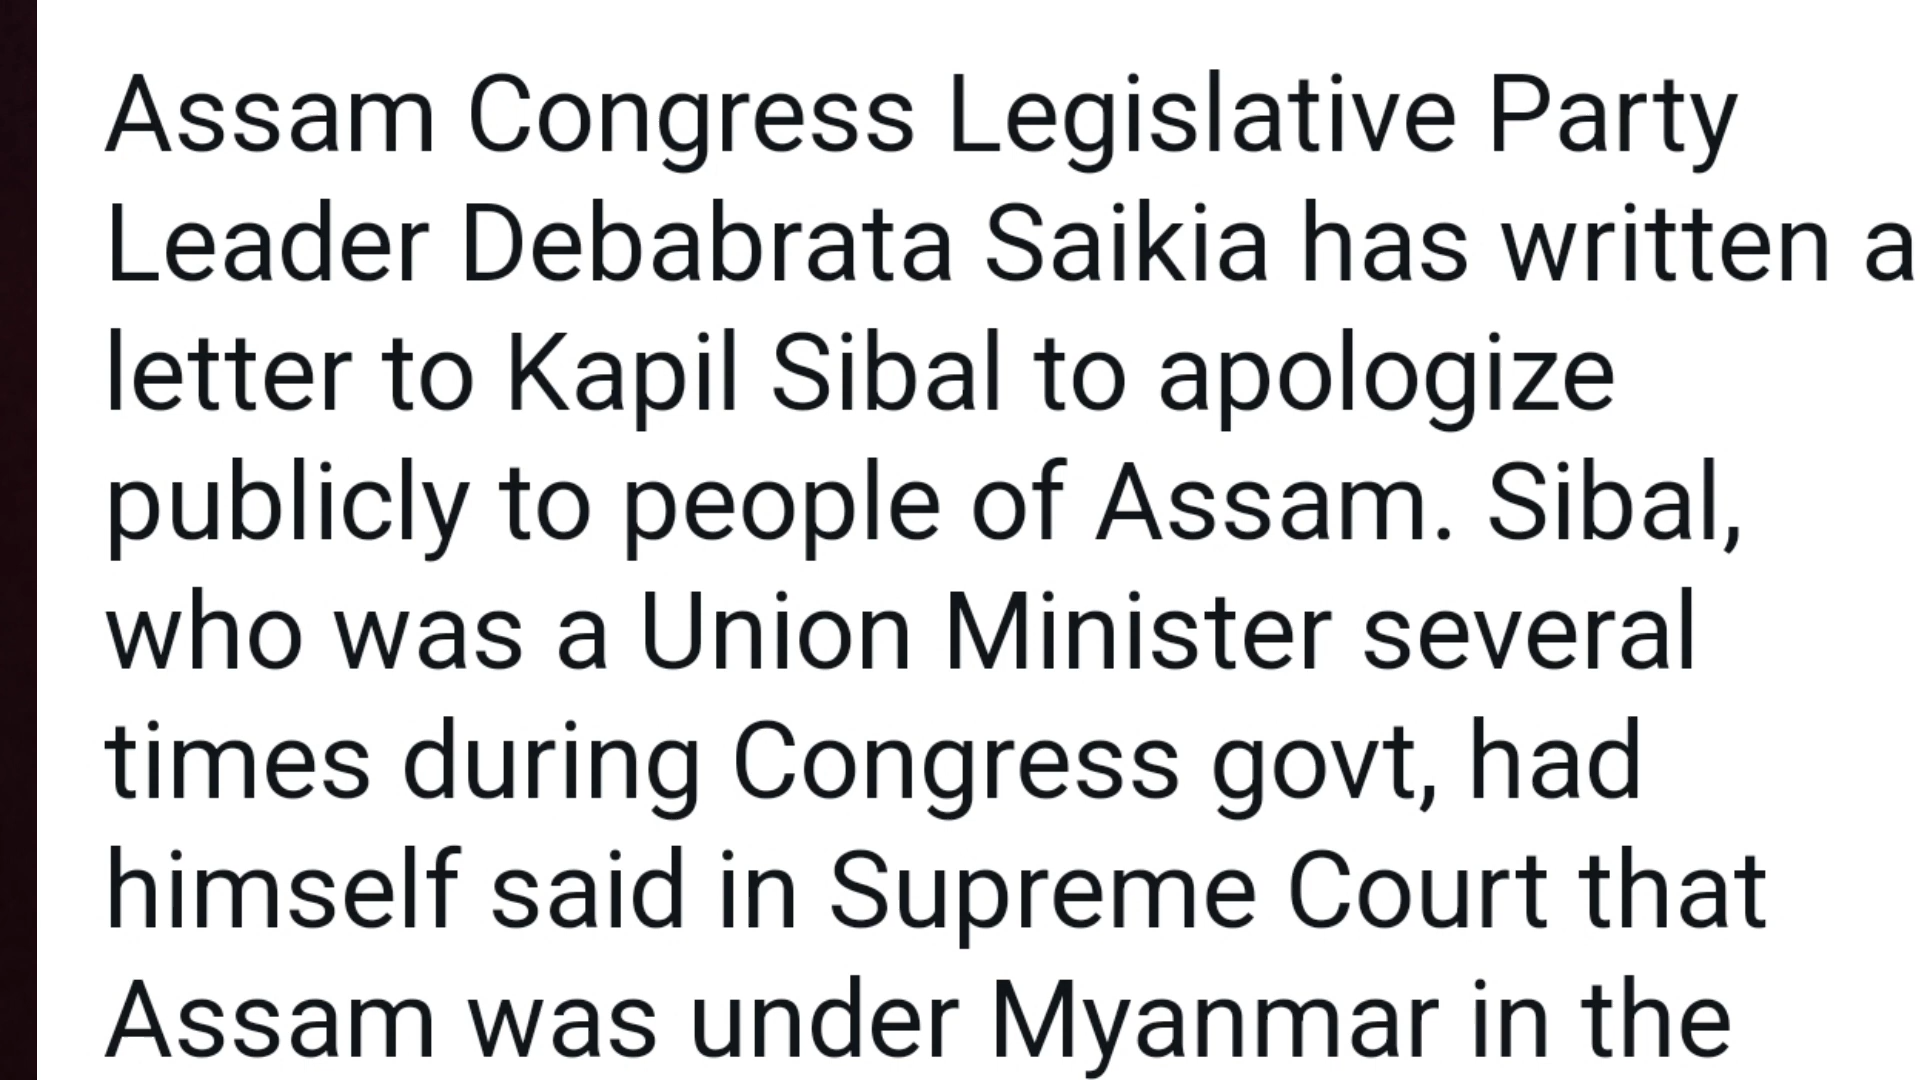 Assam Congress Legislative Party
Leader Debabrata Saikia has written a
letter to Kapil Sibal to apologize
publicly to people of Assam. Sibal,
who was a Union Minister several
times during Congress govt, had
himself said in Supreme Court that
Assam was under Myanmar in the